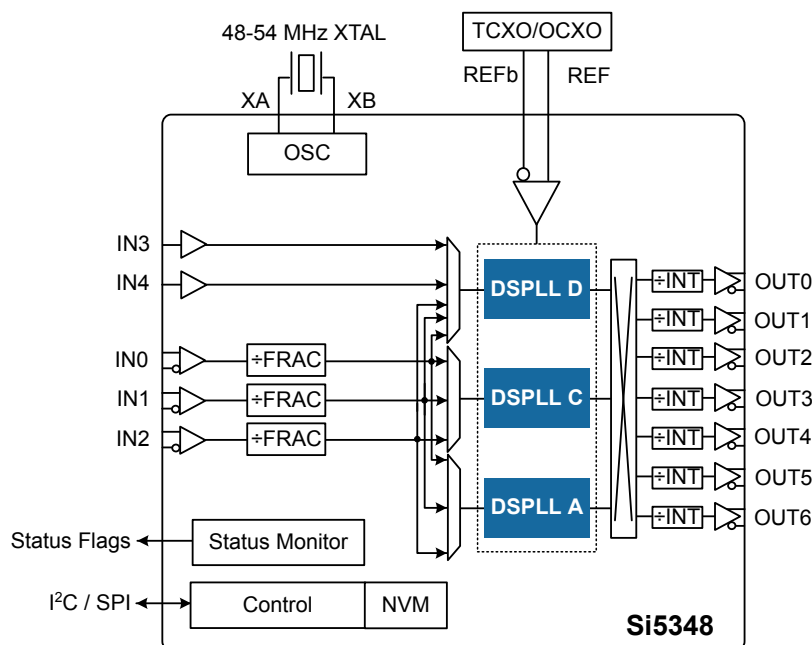 48-54 MHz XTAL
TCXO/OCXO
REFb
REF
XA
XB
OSC
IN3
IN4
IN0
IN1
IN2
÷FRAC
÷FRAC
÷FRAC
DSPLL D
DSPLL C
DSPLL A
÷INT
OUT0
÷INT
OUT1
÷INT
OUT2
÷INT
OUT3
÷INT
OUT4
÷INT
OUT5
÷INT
OUT6
Status Flags
Status Monitor
I²C / SPI
Control
NVM
Si5348